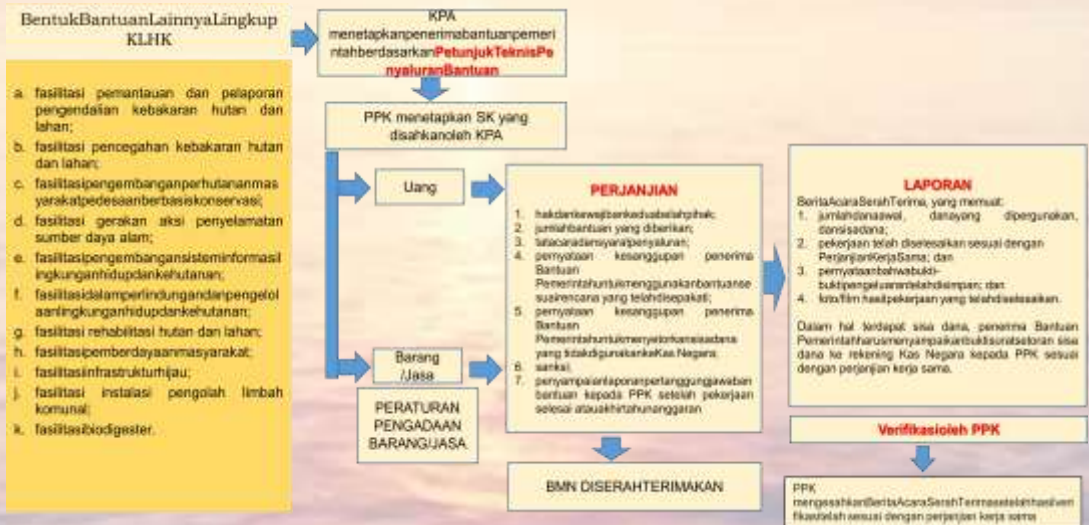 BentukBantuanLainnyaLingkup
KLHK
a. fasilitasi pemantauan dan pelaporan
pengendalian kebakaran hutan dan
lahan;
b. fasilitasi pencegahan kebakaran hutan
dan lahan;
c. fasilitasipengembanganperhutananmas
yarakatpedesaanberbasiskonservasi;
d. fasilitasi gerakan aksi penyelamatan
sumber daya alam;
e. fasilitasipengembangansisteminformasil
ingkunganhidupdankehutanan;
f. fasilitasidalamperlindungandanpengelol
aanlingkunganhidupdankehutanan;
g. fasilitasi rehabilitasi hutan dan lahan;
h. fasilitasipemberdayaanmasyarakat;
i. fasilitasiinfrastrukturhijau;
j. fasilitasi instalasi pengolah limbah
komunal;
k. fasilitasibiodigester.
KPA
menetapkanpenerimabantuanpemeri
ntahberdasarkanPetunjukTeknisPe
nyaluranBantuan
PPK menetapkan SK yang
disahkanoleh KPA
Uang
Barang
/Jasa
PERATURAN
PENGADAAN
BARANG/JASA
PERJANJIAN
1. hakdankewajibankeduabelahpihak;
2. jumlahbantuan yang diberikan;
3. tatacaradansyaratpenyaluran;
4. pernyataan kesanggupan penerima
Bantuan
Pemerintahuntukmenggunakanbantuanse
suairencana yang telahdisepakati;
5. pernyataan kesanggupan penerima
Bantuan
Pemerintahuntukmenyetorkansisadana
yang tidakdigunakankeKas Negara;
6. sanksi;
7. penyampaianlaporanpertanggungjawaban
bantuan kepada PPK setelah pekerjaan
selesai atauakhirtahunanggaran
BMN DISERAHTERIMAKAN
LAPORAN
BeritaAcaraSerahTerima, yang memuat:
1. jumlahdanaawal, danayang dipergunakan,
dansisadana;
2. pekerjaan telah diselesaikan sesuai dengan
PerjanjianKerjaSama; dan
3. pernyataanbahwabukti-
buktipengeluarantelahdisimpan; dan
4. foto/film hasilpekerjaan yang telahdiselesaikan.
Dalam hal terdapat sisa dana, penerima Bantuan
Pemerintahharusmenyampaikanbuktisuratsetoran sisa
dana ke rekening Kas Negara kepada PPK sesuai
dengan perjanjian kerja sama.
Verifikasioleh PPK
PPK
mengesahkanBeritaAcaraSerahTerimasetelahhasilveri
fikasitelah sesuai dengan perjanjian kerja sama